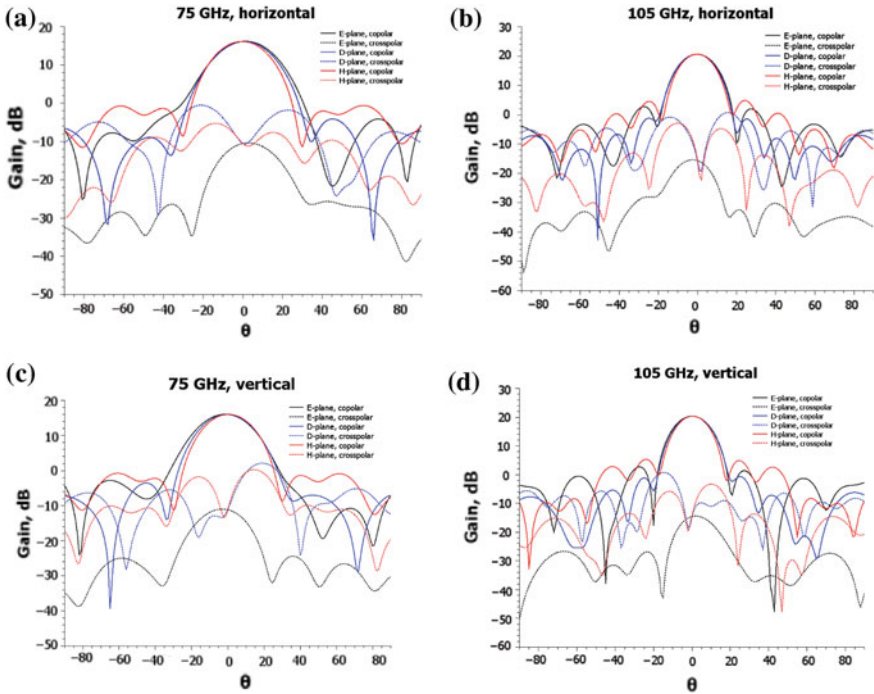 (a)
75 GHz, horizontal
20
10
0
−10
−20
−30
−40
−50
Gain, dB
E-plane, copolar
E-plane, crosspolar
D-plane, copolar
D-plane, crosspolar
H-plane, copolar
H-plane, crosspolar
−80 −60 −40 −20 0 20 40 60 80
θ
(b)
105 GHz, horizontal
30
20
10
0
−10
−20
−30
−40
−50
−60
Gain, dB
E-plane, copolar
E-plane, crosspolar
D-plane, copolar
D-plane, crosspolar
H-plane, copolar
H-plane, crosspolar
−80 −60 −40 −20 0 20 40 60 80
θ
(c)
75 GHz, vertical
20
10
0
−10
−20
−30
−40
−50
Gain, dB
E-plane, copolar
E-plane, crosspolar
D-plane, copolar
D-plane, crosspolar
H-plane, copolar
H-plane, crosspolar
−80 −60 −40 −20 0 20 40 60 80
θ
(d)
105 GHz, vertical
30
20
10
0
−10
−20
−30
−40
−50
−60
Gain, dB
E-plane, copolar
E-plane, crosspolar
D-plane, copolar
D-plane, crosspolar
H-plane, copolar
H-plane, crosspolar
−80 −60 −40 −20 0 20 40 60 80
θ